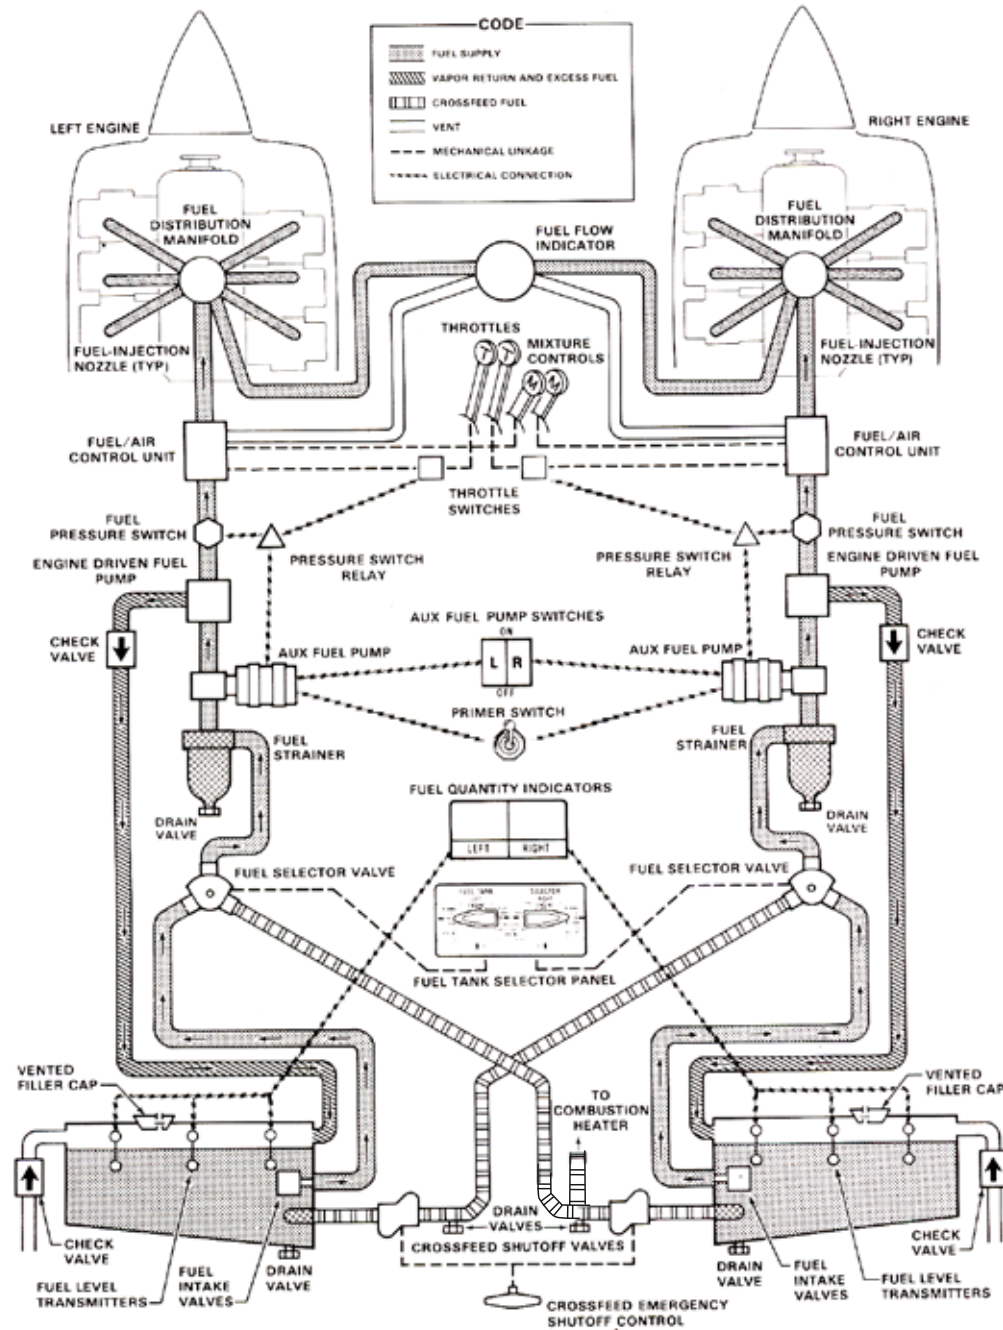 CODE
FUEL SUPPLY
VAPOR RETURN AND EXCESS FUEL
CROSSFEED FUEL
VENT
MECHANICAL LINKAGE
ELECTRICAL CONNECTION
LEFT ENGINE
RIGHT ENGINE
FUEL
DISTRIBUTION
MANIFOLD
FUEL FLOW
INDICATOR
FUEL
DISTRIBUTION
MANIFOLD
THROTTLES
MIXTURE
CONTROLS
T
T
M
M
FUEL-INJECTION
NOZZLE (TYP)
FUEL-INJECTION
NOZZLE (TYP)
FUEL/AIR
CONTROL UNIT
FUEL/AIR
CONTROL UNIT
THROTTLE
SWITCHES
FUEL
PRESSURE SWITCH
FUEL
PRESSURE SWITCH
PRESSURE SWITCH
RELAY
PRESSURE SWITCH
RELAY
ENGINE DRIVEN FUEL
PUMP
ENGINE DRIVEN FUEL
PUMP
AUX FUEL PUMP SWITCHES
ON
L R
OFF
CHECK
VALVE
AUX FUEL PUMP
AUX FUEL PUMP
CHECK
VALVE
PRIMER SWITCH
FUEL
STRAINER
FUEL
STRAINER
DRAIN
VALVE
DRAIN
VALVE
FUEL QUANTITY INDICATORS
LEFT RIGHT
FUEL SELECTOR VALVE
FUEL SELECTOR VALVE
FUEL TANK SELECTOR
LEFT RIGHT
FUEL TANK SELECTOR PANEL
VENTED
FILLER CAP
VENTED
FILLER CAP
TO
COMBUSTION
HEATER
DRAIN
VALVES
CROSSFEED SHUTOFF VALVES
CHECK
VALVE
FUEL LEVEL
TRANSMITTERS
FUEL
INTAKE
VALVES
DRAIN
VALVE
DRAIN
VALVE
FUEL
INTAKE
VALVES
CHECK
VALVE
FUEL LEVEL
TRANSMITTERS
CROSSFEED EMERGENCY
SHUTOFF CONTROL